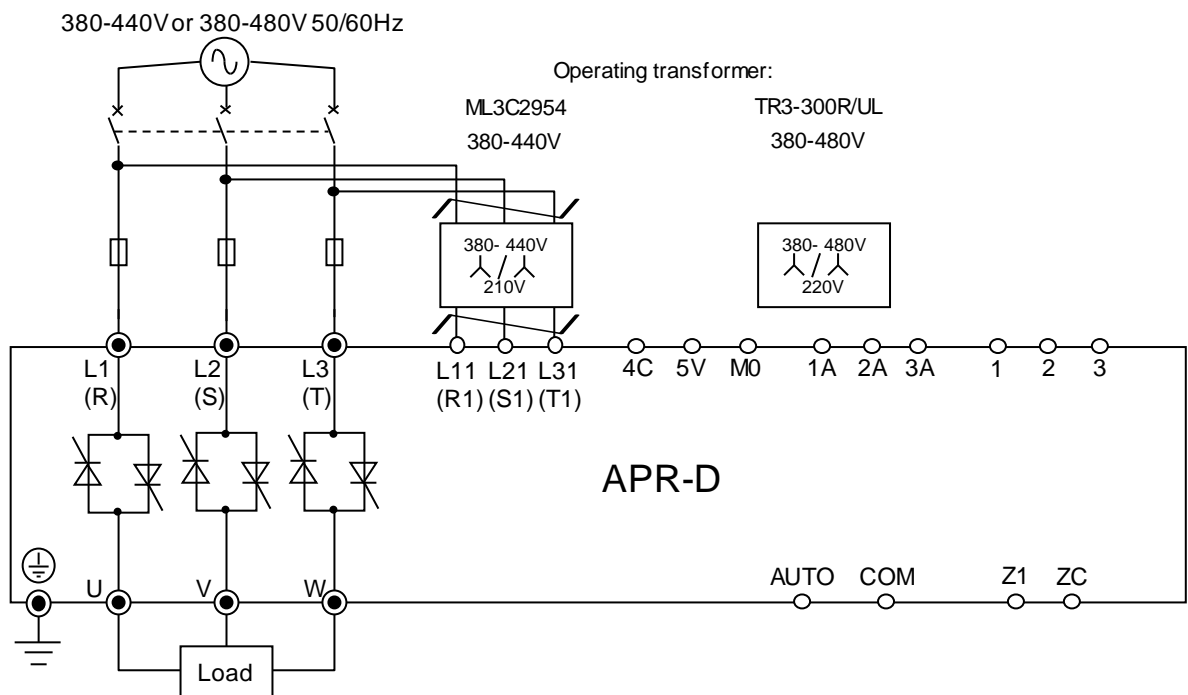 380-440V or 380-480V 50/60Hz
Operating transformer:
ML3C2954
TR3-300R/UL
380-440V
380-480V
380- 440V
210V
380- 480V
220V
L1
(R)
L2
(S)
L3
(T)
L11
(R1)
L21
(S1)
L31
(T1)
4C
5V
M0
1A
2A
3A
1
2
3
APR-D
U
V
W
AUTO
COM
Z1
ZC
Load